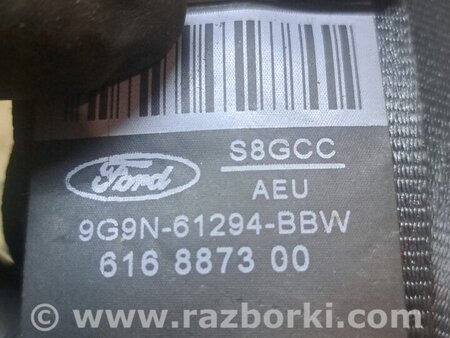 Ford
S8GCC
AEU
9G9N-61294-BBW
616 8873 00
© www.razborki.com